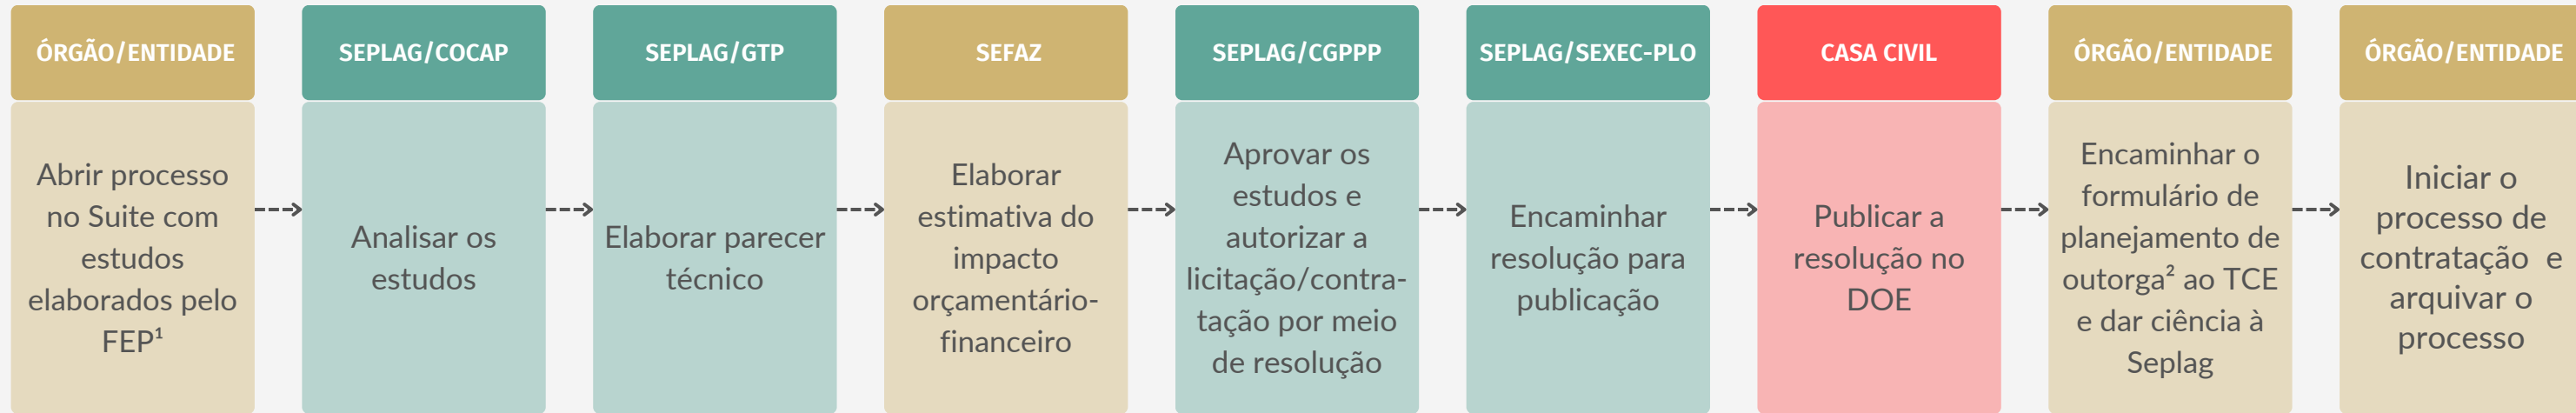 ÓRGÃO/ENTIDADE
Abrir processo
no Suite com
estudos
elaborados pelo
FEP¹
SEPLAG/COCAP
Analisar os
estudos
SEPLAG/GTP
Elaborar parecer
técnico
SEFAZ
Elaborar
estimativa do
impacto
orçamentário-
financeiro
SEPLAG/CGPPP
Aprovar os
estudos e
autorizar a
licitação/contra-
tação por meio
de resolução
SEPLAG/SEXEC-PLO
Encaminhar
resolução para
publicação
CASA CIVIL
Publicar a
resolução no
DOE
ÓRGÃO/ENTIDADE
Encaminhar o
formulário de
planejamento de
outorga² ao TCE
e dar ciência à
Seplag
ÓRGÃO/ENTIDADE
Iniciar o
processo de
contratação e
arquivar o
processo